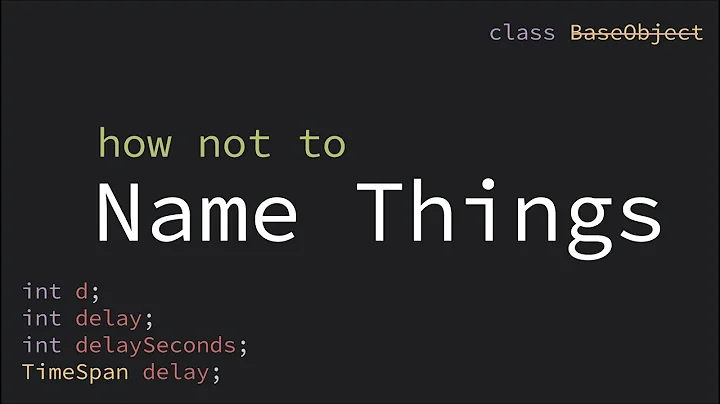 class BaseObject
how not to
Name Things
int d;
int delay;
int delaySeconds;
TimeSpan delay;